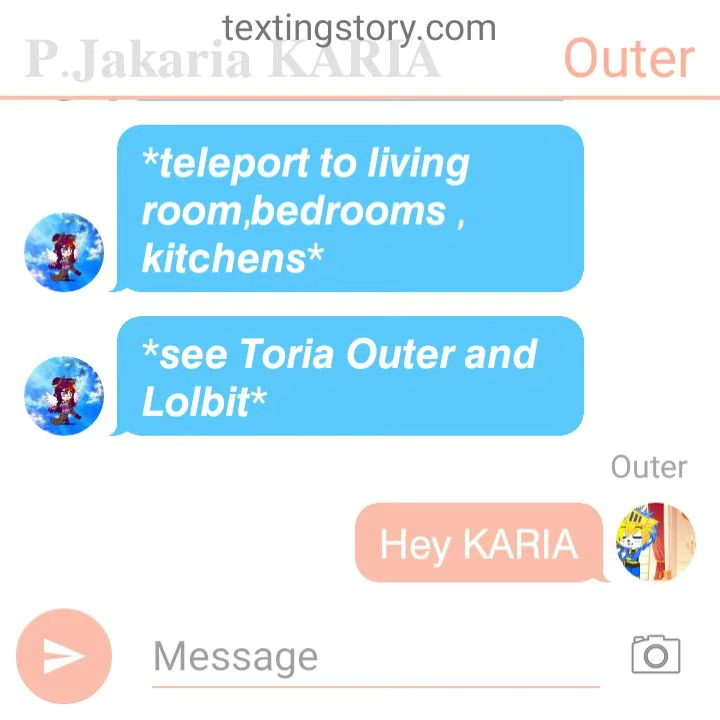 textingstory.com
P.Jakaria KARIA
Outer
*teleport to living
room,bedrooms ,
kitchens*
*see Toria Outer and
Lolbit*
Outer
Hey KARIA
Message